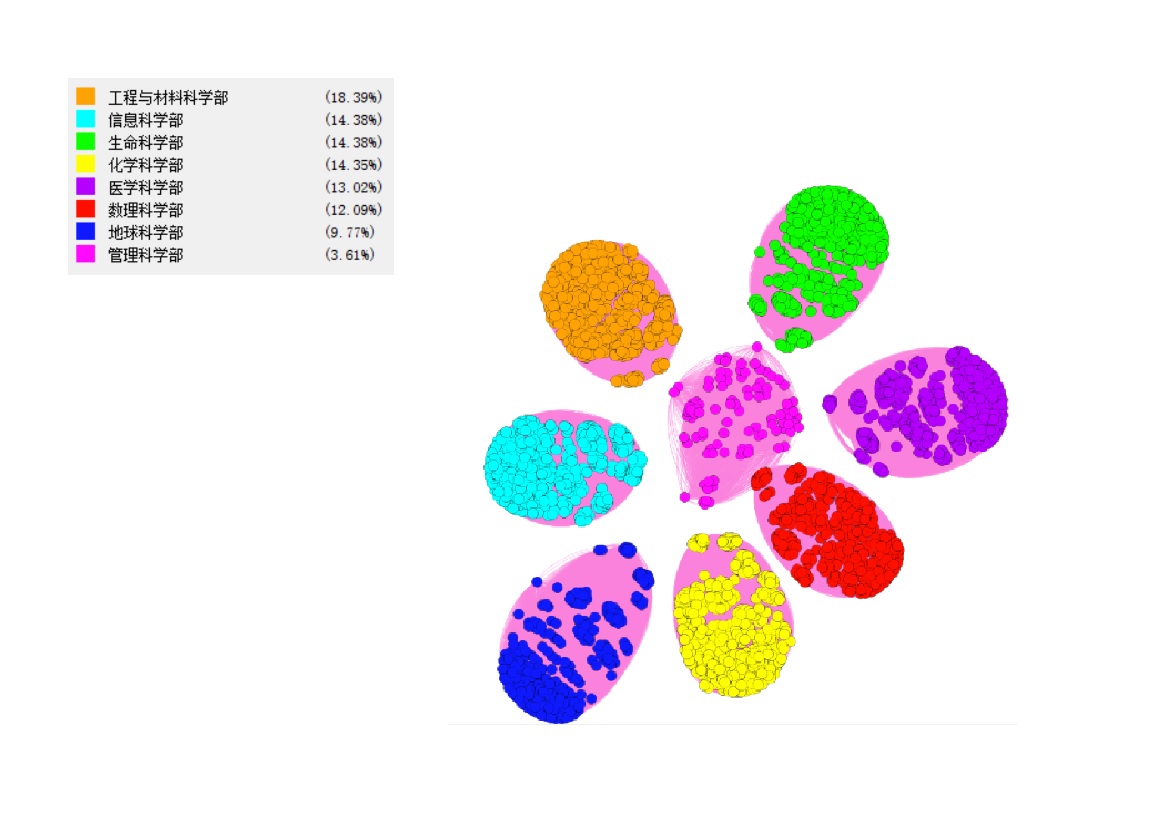 工程与材料科学部 (18.39%)
信息科学部 (14.38%)
生命科学部 (14.38%)
化学科学部 (14.35%)
医学科学部 (13.02%)
数理科学部 (12.09%)
地球科学部 (9.77%)
管理科学部 (3.61%)